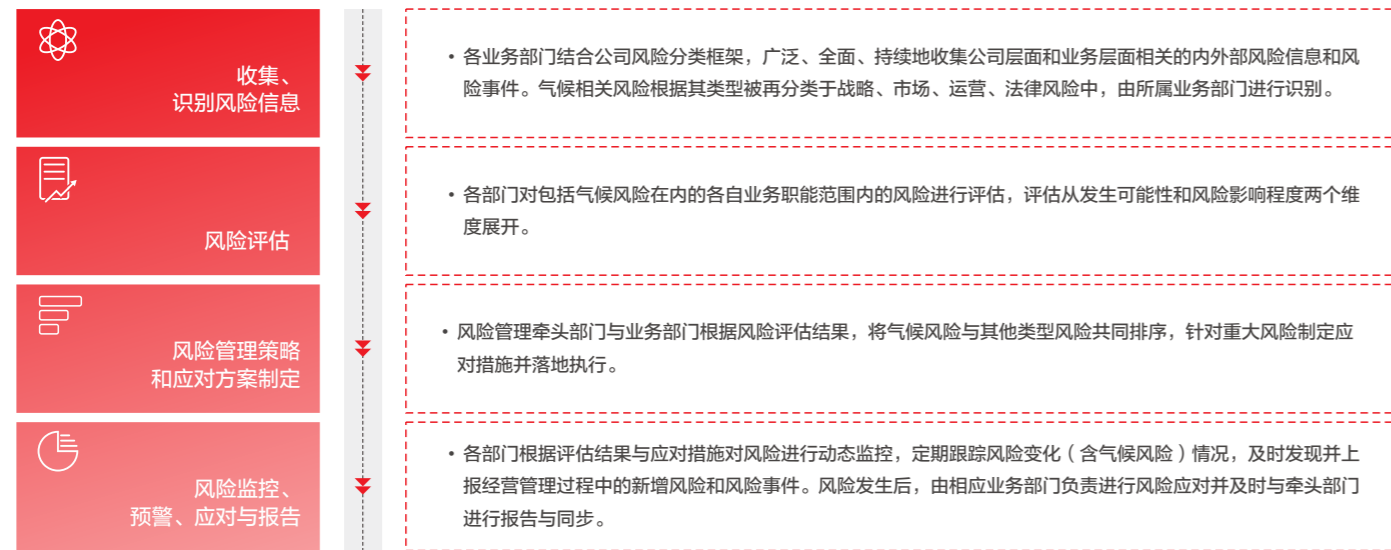 收集、
识别风险信息
• 各业务部门结合公司风险分类框架，广泛、全面、持续地收集公司层面和业务层面相关的内外部风险信息和风
险事件。气候相关风险根据其类型被再分类于战略、市场、运营、法律风险中，由所属业务部门进行识别。
风险评估
• 各部门对包括气候风险在内的各自业务职能范围内的风险进行评估，评估从发生可能性和风险影响程度两个维
度展开。
风险管理策略
和应对方案制定
• 风险管理牵头部门与业务部门根据风险评估结果，将气候风险与其他类型风险共同排序，针对重大风险制定应
对措施并落地执行。
风险监控、
预警、应对与报告
• 各部门根据评估结果与应对措施对风险进行动态监控，定期跟踪风险变化（含气候风险）情况，及时发现并上
报经营管理过程中的新增风险和风险事件。风险发生后，由相应业务部门负责进行风险应对并及时与牵头部门
进行报告与同步。